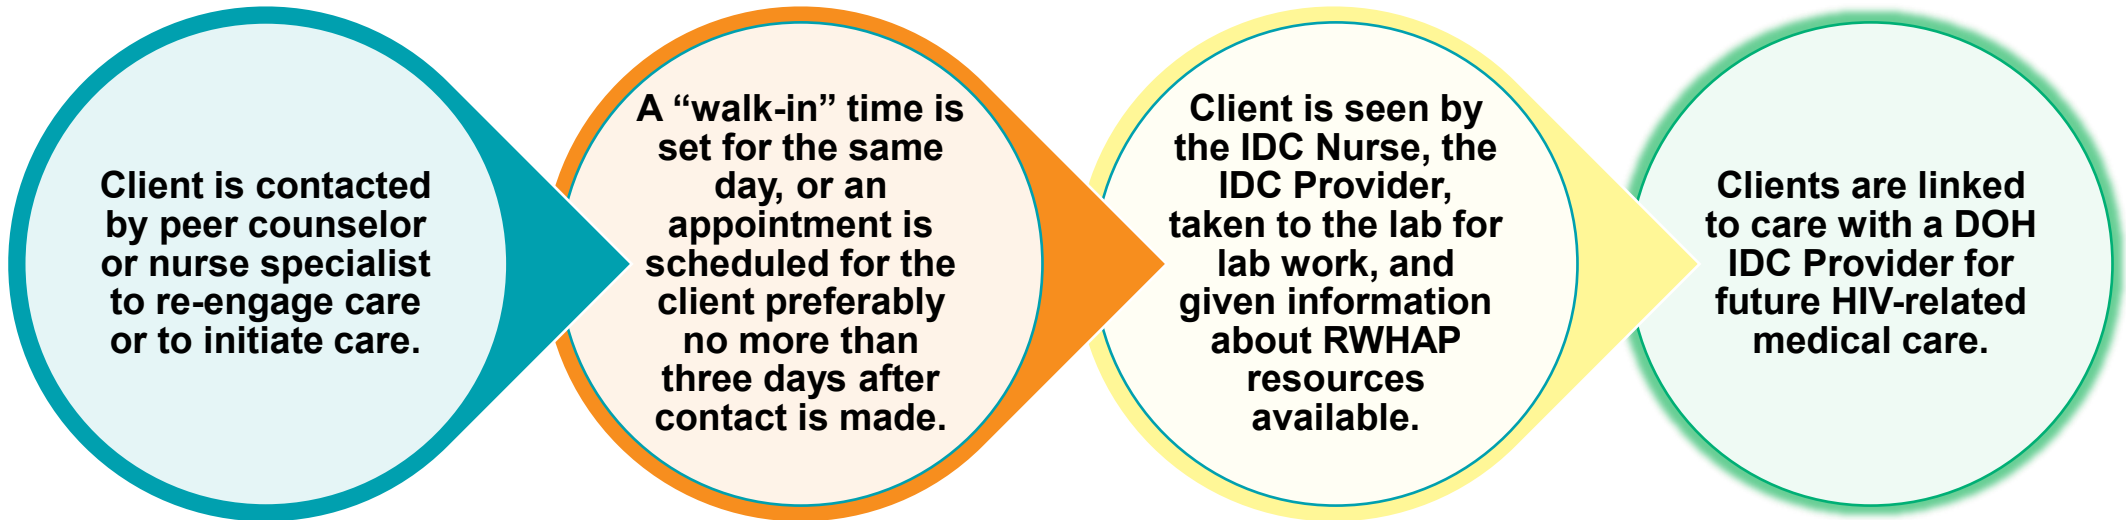 Client is contacted
by peer counselor
or nurse specialist
to re-engage care
or to initiate care.
A “walk-in” time is
set for the same
day, or an
appointment is
scheduled for the
client preferably
no more than
three days after
contact is made.
Client is seen by
the IDC Nurse, the
IDC Provider,
taken to the lab for
lab work, and
given information
about RWHAP
resources
available.
Clients are linked
to care with a DOH
IDC Provider for
future HIV-related
medical care.